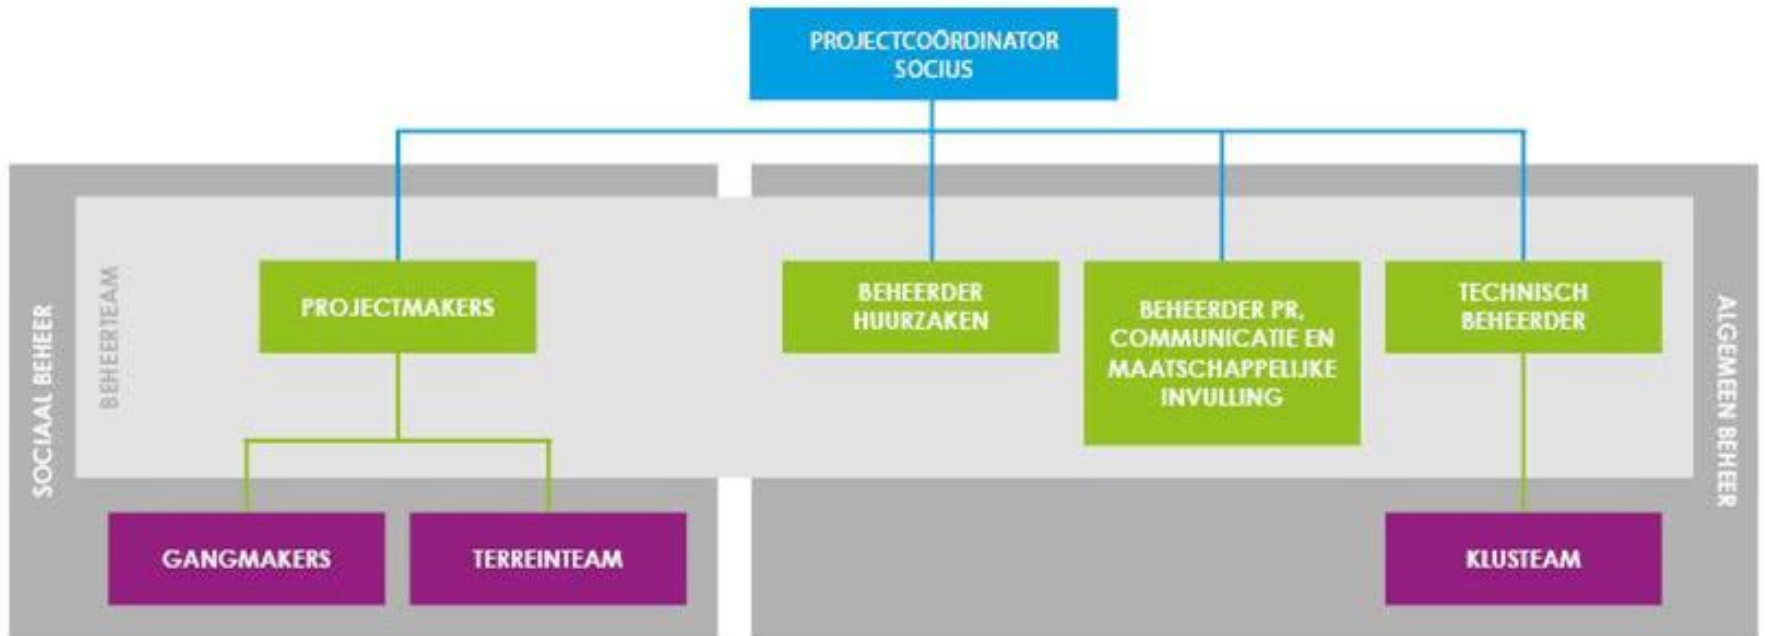 PROJECTCOÖRDINATOR
SOCIUS
SOCIAAL BEHEER
BEHEERTEAM
PROJECTMAKERS
BEHEERDER
HUURZAKEN
BEHEERDER PR,
COMMUNICATIE EN
MAATSCHAPPELIJKE
INVULLING
TECHNISCH
BEHEERDER
ALGEMEEN BEHEER
GANGMAKERS
TERREINTEAM
KLUSTEAM